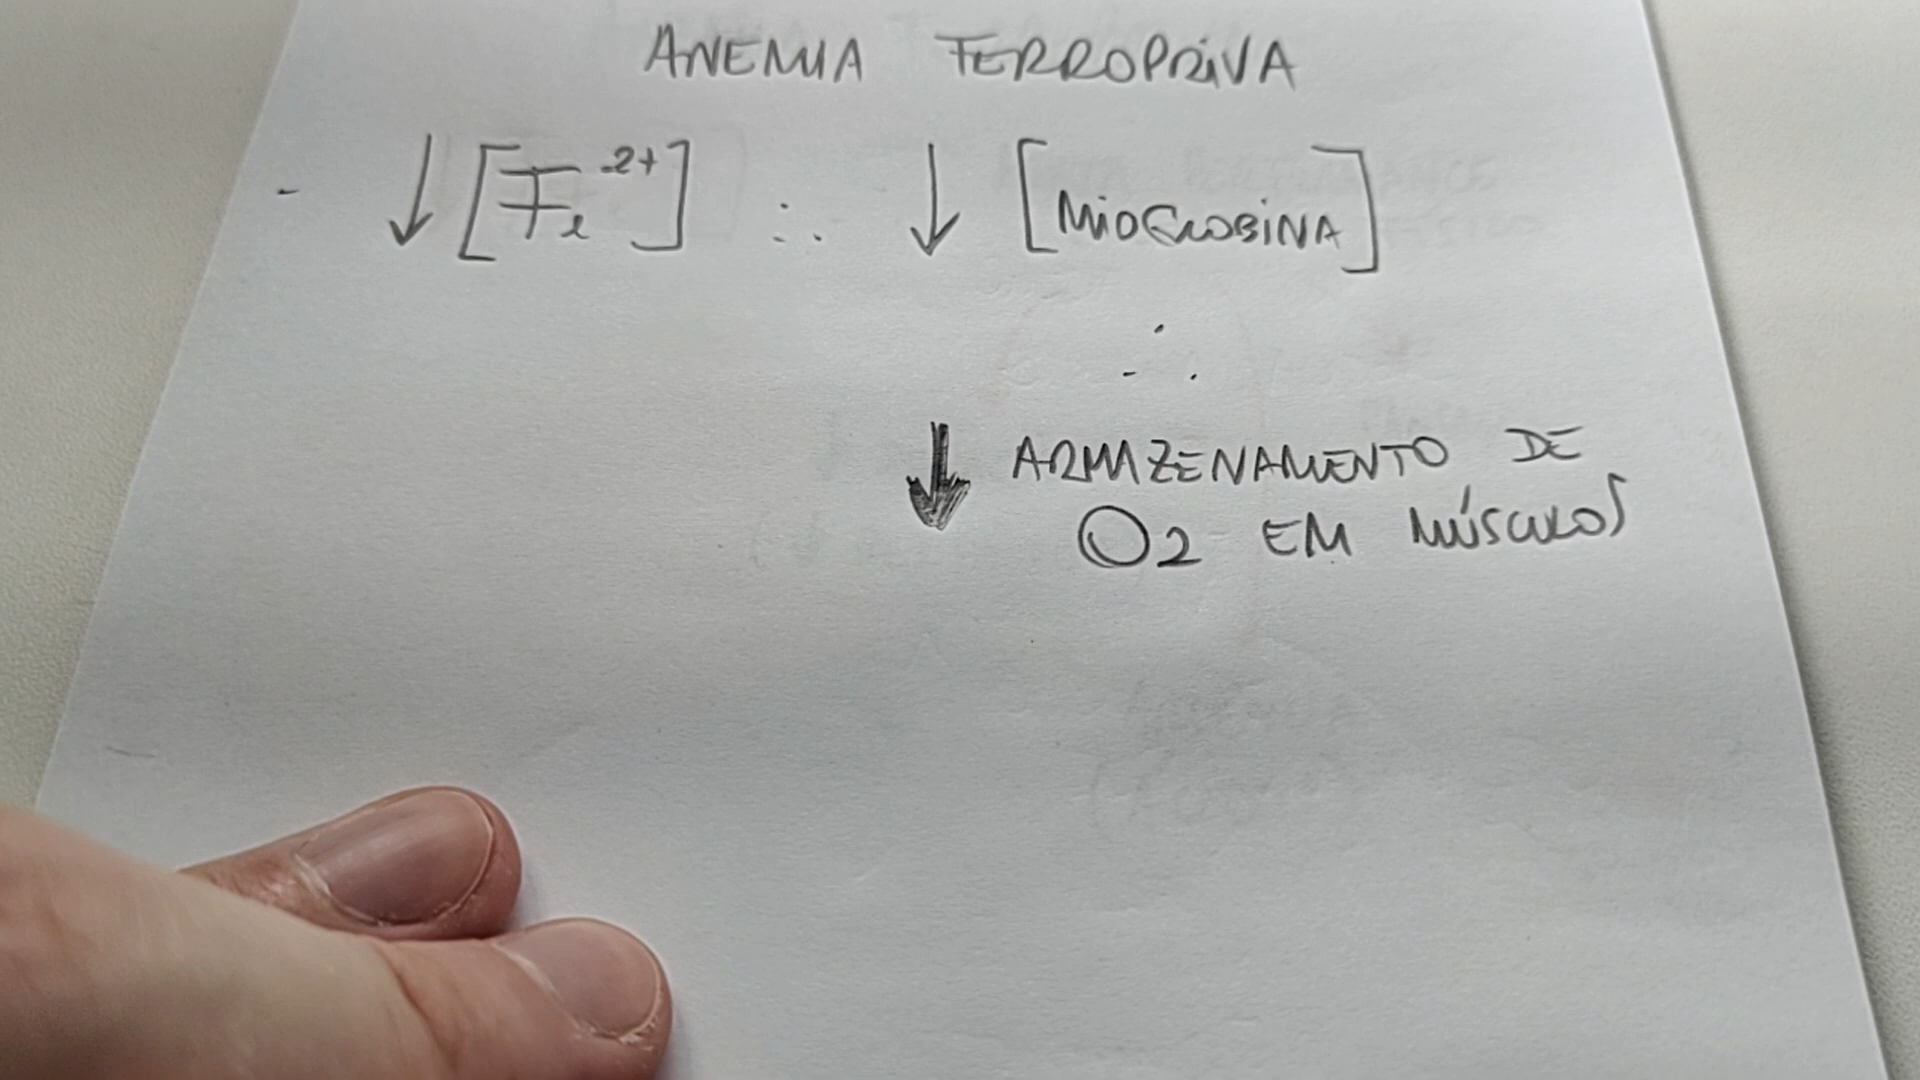 ANEMIA FERROPRIVA
- ↓ [Fe²⁺] ∴ ↓ [MIOGLOBINA]
∴
↓ ARMAZENAMENTO DE
O2 EM MÚSCULOS